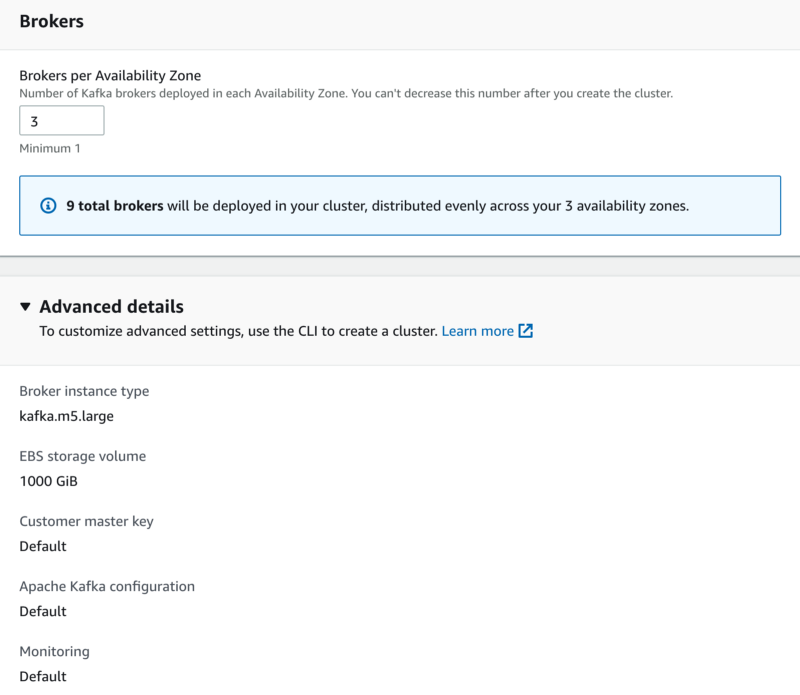 Brokers
Brokers per Availability Zone
Number of Kafka brokers deployed in each Availability Zone. You can't decrease this number after you create the cluster.
3
Minimum 1
9 total brokers will be deployed in your cluster, distributed evenly across your 3 availability zones.
Advanced details
To customize advanced settings, use the CLI to create a cluster. Learn more
Broker instance type
kafka.m5.large
EBS storage volume
1000 GiB
Customer master key
Default
Apache Kafka configuration
Default
Monitoring
Default